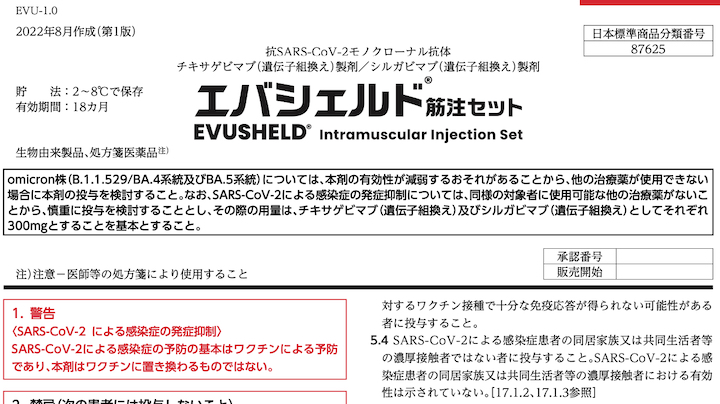 EVU-1.0
2022年8月作成（第1版）
日本標準商品分類番号
87625
抗SARS-CoV-2モノクローナル抗体
チキサゲビマブ（遺伝子組換え）製剤／シルガビマブ（遺伝子組換え）製剤
貯　　法：2～8℃で保存
有効期間：18カ月
エバシェルド®筋注セット
EVUSHELD® Intramuscular Injection Set
生物由来製品、処方箋医薬品注）
omicron株（B.1.1.529/BA.4系統及びBA.5系統）については、本剤の有効性が減弱するおそれがあることから、他の治療薬が使用できない
場合に本剤の投与を検討すること。なお、SARS-CoV-2による感染症の発症抑制については、同様の対象者に使用可能な他の治療薬がないこ
とから、慎重に投与を検討することとし、その際の用量は、チキサゲビマブ（遺伝子組換え）及びシルガビマブ（遺伝子組換え）としてそれぞれ
300mgとすることを基本とすること。
承認番号
販売開始
注）注意－医師等の処方箋により使用すること
1. 警告
〈SARS-CoV-2 による感染症の発症抑制〉
SARS-CoV-2による感染症の予防の基本はワクチンによる予防
であり、本剤はワクチンに置き換わるものではない。
2. 禁忌（次の患者には投与しないこと）
対するワクチン接種で十分な免疫応答が得られない可能性がある
者に投与すること。
5.4 SARS-CoV-2による感染症患者の同居家族又は共同生活者等
の濃厚接触者ではない者に投与すること。SARS-CoV-2による感
染症患者の同居家族又は共同生活者等の濃厚接触者における有効
性は示されていない。[17.1.2、17.1.3参照]